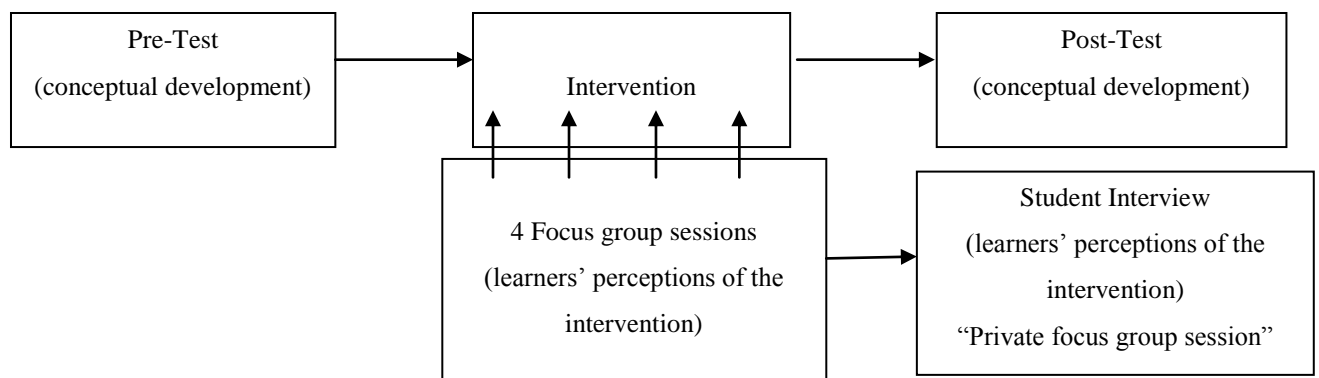 Pre-Test
(conceptual development)
Intervention
Post-Test
(conceptual development)
4 Focus group sessions
(learners’ perceptions of the
intervention)
Student Interview
(learners’ perceptions of the
intervention)
“Private focus group session”